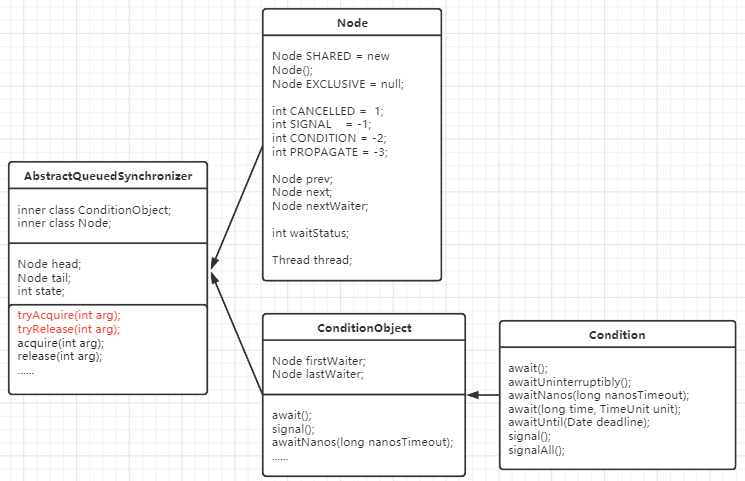 Node
Node SHARED = new
Node();
Node EXCLUSIVE = null;
int CANCELLED = 1;
int SIGNAL = -1;
int CONDITION = -2;
int PROPAGATE = -3;
Node prev;
Node next;
Node nextWaiter;
int waitStatus;
Thread thread;
AbstractQueuedSynchronizer
inner class ConditionObject;
inner class Node;
Node head;
Node tail;
int state;
tryAcquire(int arg);
tryRelease(int arg);
acquire(int arg);
release(int arg);
......
ConditionObject
Node firstWaiter;
Node lastWaiter;
await();
signal();
awaitNanos(long nanosTimeout);
......
Condition
await();
awaitUninterruptibly();
awaitNanos(long nanosTimeout);
await(long time, TimeUnit unit);
awaitUntil(Date deadline);
signal();
signalAll();